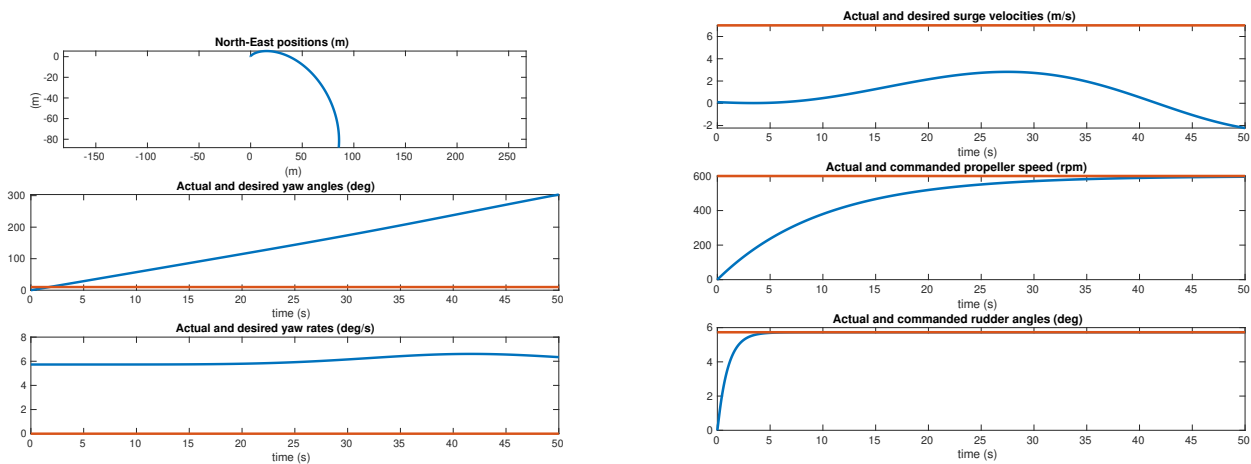 North-East positions (m)
0
-20
-40
-60
-80
(m)
-150 -100 -50 0 50 100 150 200 250
(m)
Actual and desired yaw angles (deg)
300
200
100
0
0 5 10 15 20 25 30 35 40 45 50
time (s)
Actual and desired yaw rates (deg/s)
8
6
4
2
0
0 5 10 15 20 25 30 35 40 45 50
time (s)
Actual and desired surge velocities (m/s)
6
4
2
0
-2
0 5 10 15 20 25 30 35 40 45 50
time (s)
Actual and commanded propeller speed (rpm)
600
400
200
0
0 5 10 15 20 25 30 35 40 45 50
time (s)
Actual and commanded rudder angles (deg)
6
4
2
0
0 5 10 15 20 25 30 35 40 45 50
time (s)